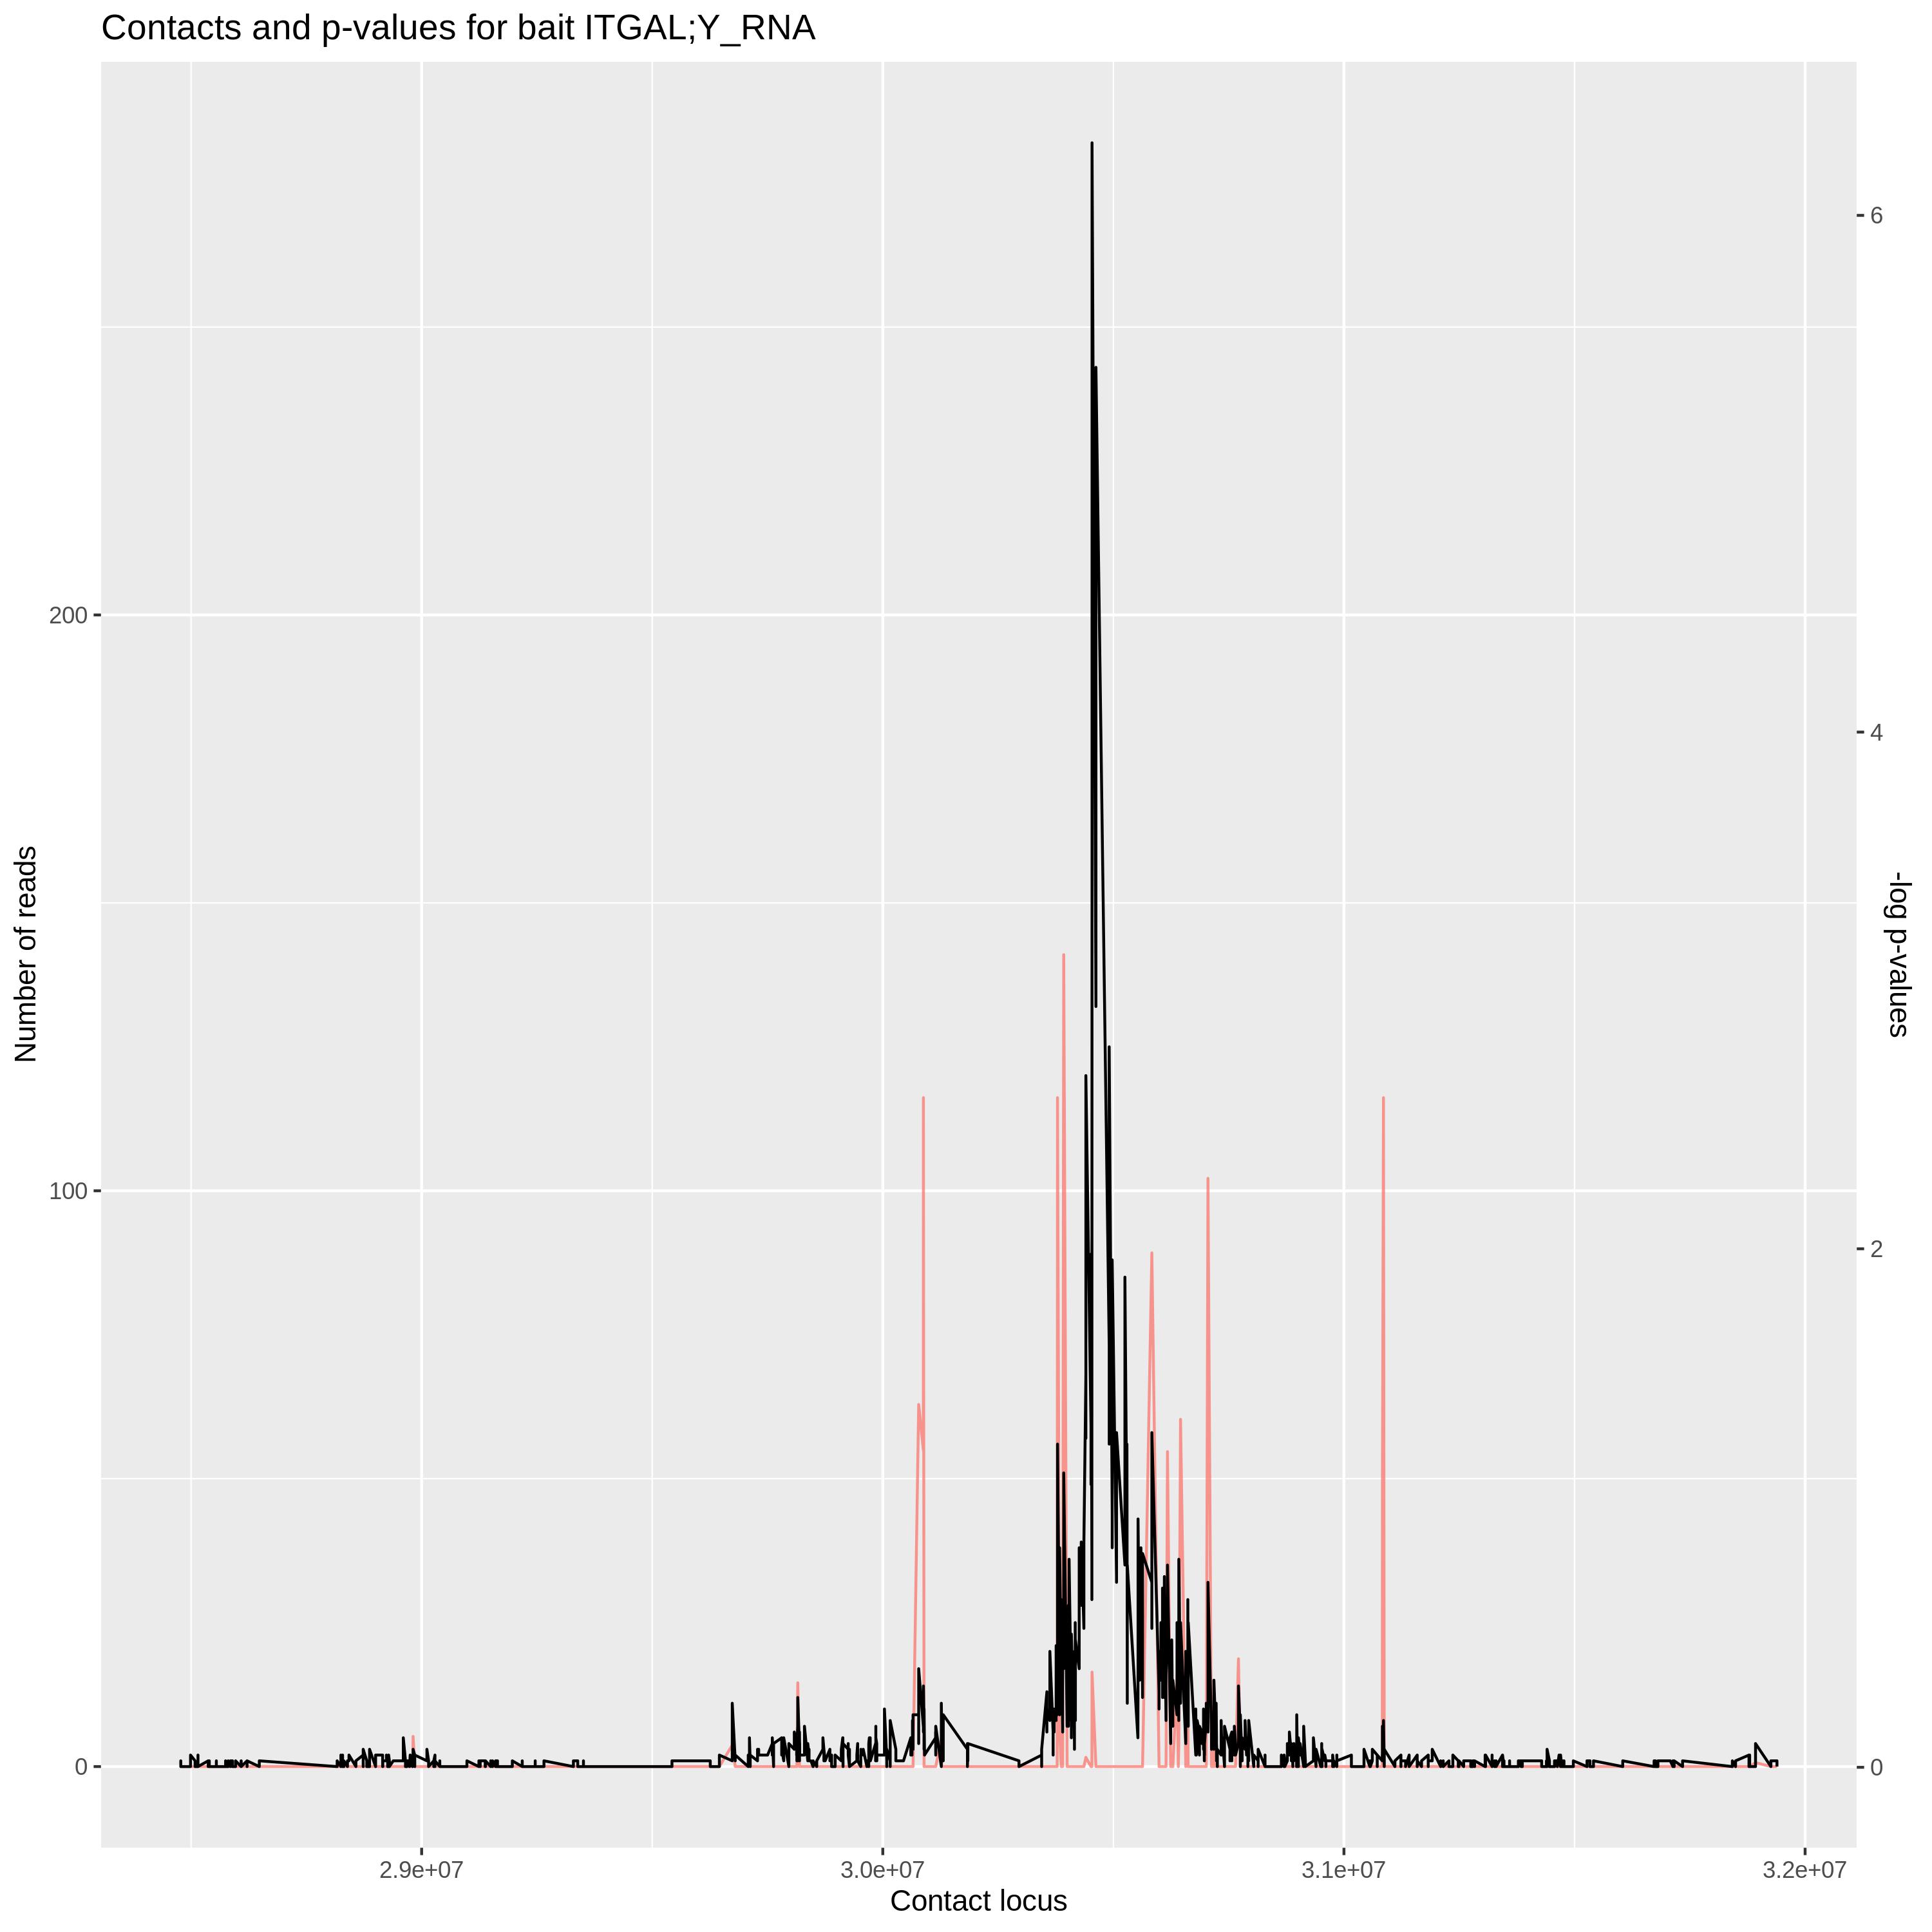 Contacts and p-values for bait ITGAL;Y_RNA
Number of reads
200
100
0
6
4
2
0
-log p-values
2.9e+07
3.0e+07
3.1e+07
3.2e+07
Contact locus